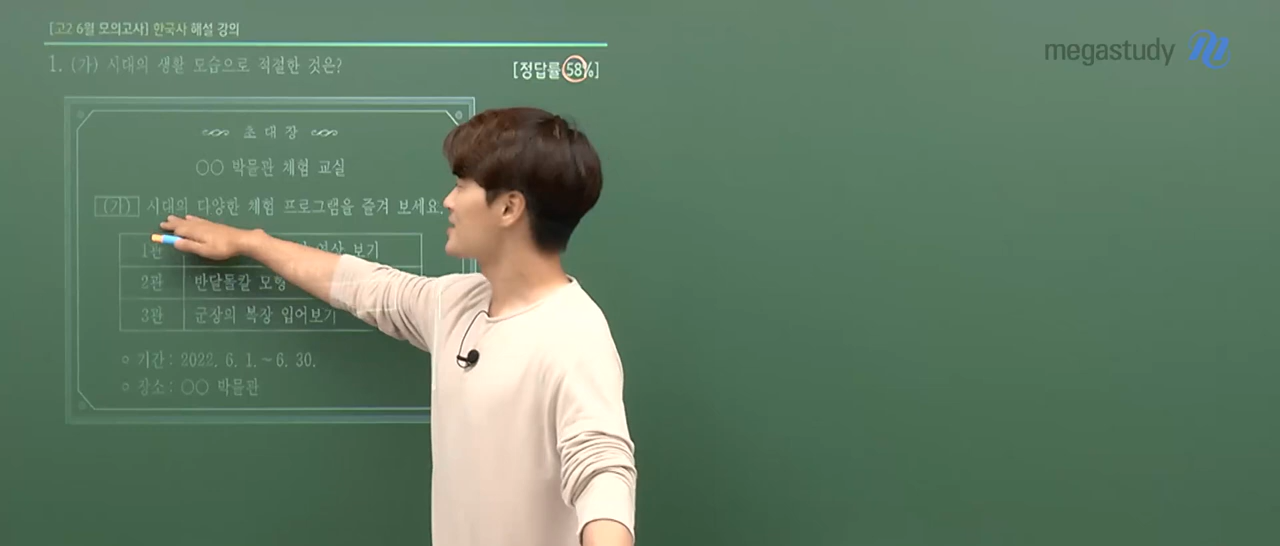 [고2 6월 모의고사] 한국사 해설 강의
megastudy
1. (가) 시대의 생활 모습으로 적절한 것은?
[정답률 58%]
초 대 장
○○ 박물관 체험 교실
(가) 시대의 다양한 체험 프로그램을 즐겨 보세요.
1관 영상 보기
2관 반달돌칼 모형
3관 군장의 복장 입어보기
○ 기간 : 2022. 6. 1. ~ 6. 30.
○ 장소 : ○○ 박물관